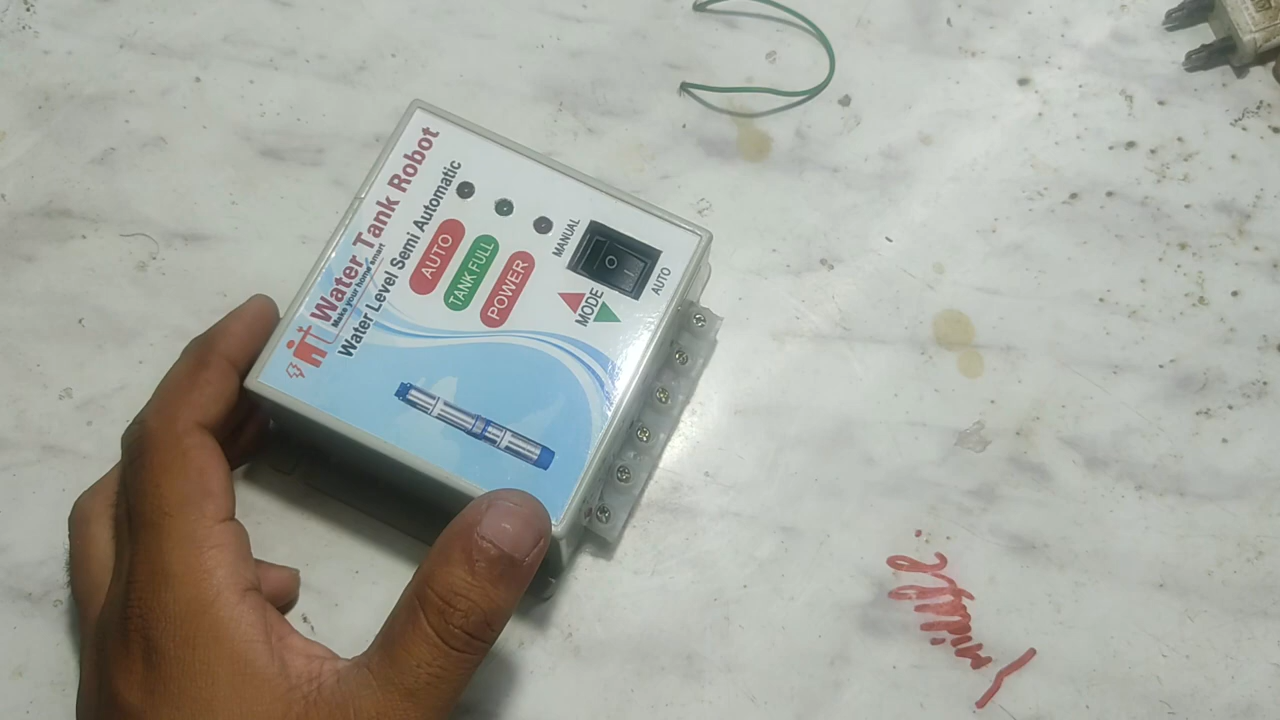 Water Tank Robot
Make your home smart
Water Level Semi Automatic
AUTO
TANK FULL
POWER
MANUAL
MODE
AUTO